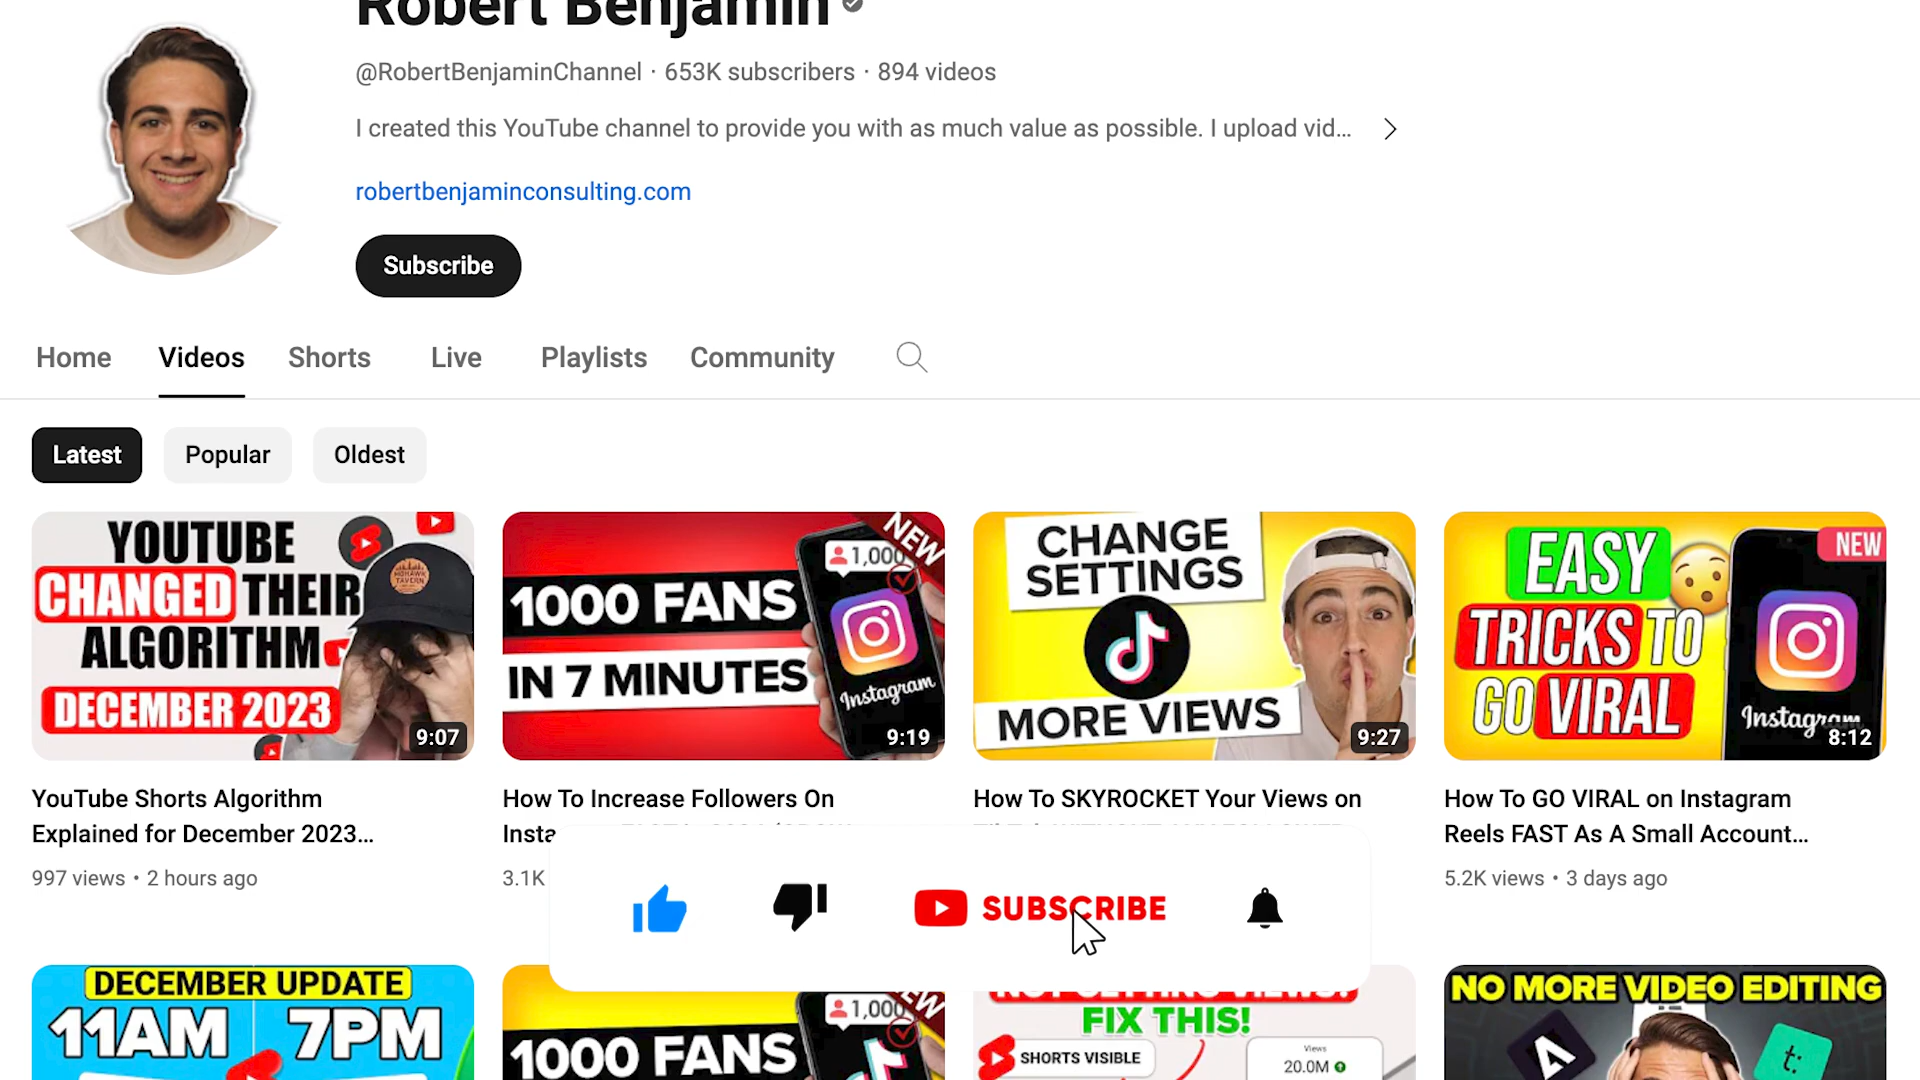 Robert Benjamin
@RobertBenjaminChannel · 653K subscribers · 894 videos
I created this YouTube channel to provide you with as much value as possible. I upload vid...
robertbenjaminconsulting.com
Subscribe
Home Videos Shorts Live Playlists Community
Latest Popular Oldest
YOUTUBE
CHANGED THEIR
ALGORITHM
DECEMBER 2023
MOHAWK
TAVERN
9:07
NEW
1,000
1000 FANS
IN 7 MINUTES
Instagram
9:19
CHANGE
SETTINGS
MORE VIEWS
9:27
NEW
EASY
TRICKS TO
GO VIRAL
Instagram
8:12
YouTube Shorts Algorithm
Explained for December 2023...
997 views • 2 hours ago
How To Increase Followers On
3.1K
How To SKYROCKET Your Views on
How To GO VIRAL on Instagram
Reels FAST As A Small Account...
5.2K views • 3 days ago
SUBSCRIBE
DECEMBER UPDATE
11AM 7PM
1,000
1000 FANS
FIX THIS!
SHORTS VISIBLE
Views
20.0M
NO MORE VIDEO EDITING
t: